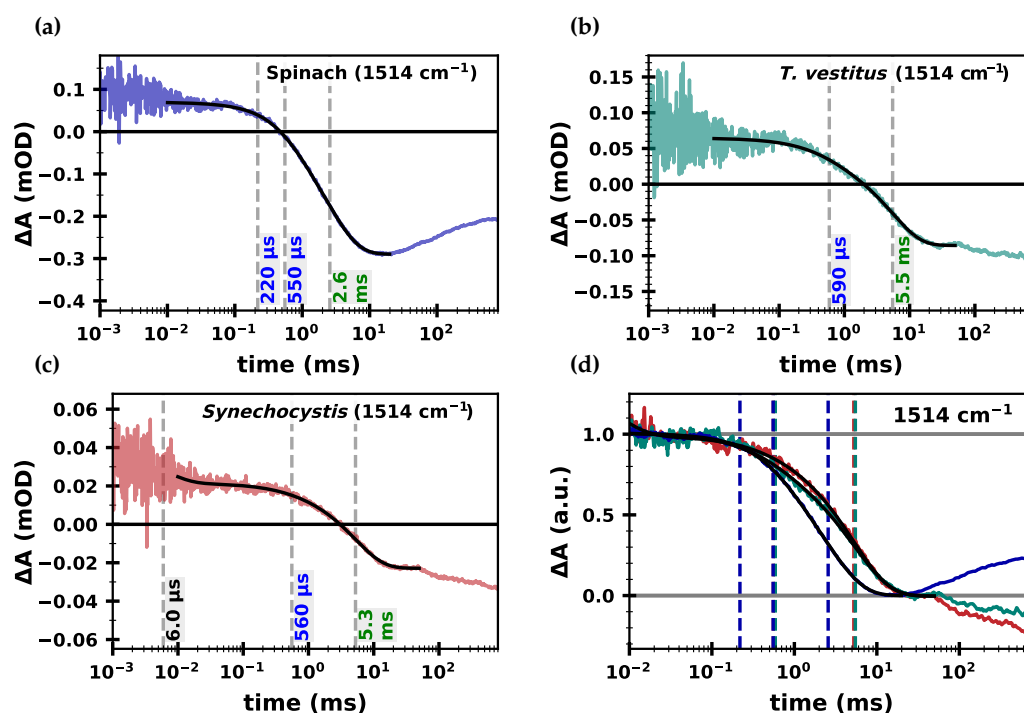 (a)
Spinach (1514 cm⁻¹)
0.1
0.0
−0.1
−0.2
−0.3
−0.4
ΔA (mOD)
220 µs
550 µs
2.6
ms
10⁻³
10⁻²
10⁻¹
10⁰
10¹
10²
time (ms)
(b)
T. vestitus (1514 cm⁻¹)
0.15
0.10
0.05
0.00
−0.05
−0.10
−0.15
ΔA (mOD)
590 µs
5.5 ms
10⁻³
10⁻²
10⁻¹
10⁰
10¹
10²
time (ms)
(c)
Synechocystis (1514 cm⁻¹)
0.06
0.04
0.02
0.00
−0.02
−0.04
−0.06
ΔA (mOD)
6.0 µs
560 µs
5.3
ms
10⁻³
10⁻²
10⁻¹
10⁰
10¹
10²
time (ms)
(d)
1514 cm⁻¹
1.0
0.5
0.0
ΔA (a.u.)
10⁻²
10⁻¹
10⁰
10¹
10²
time (ms)